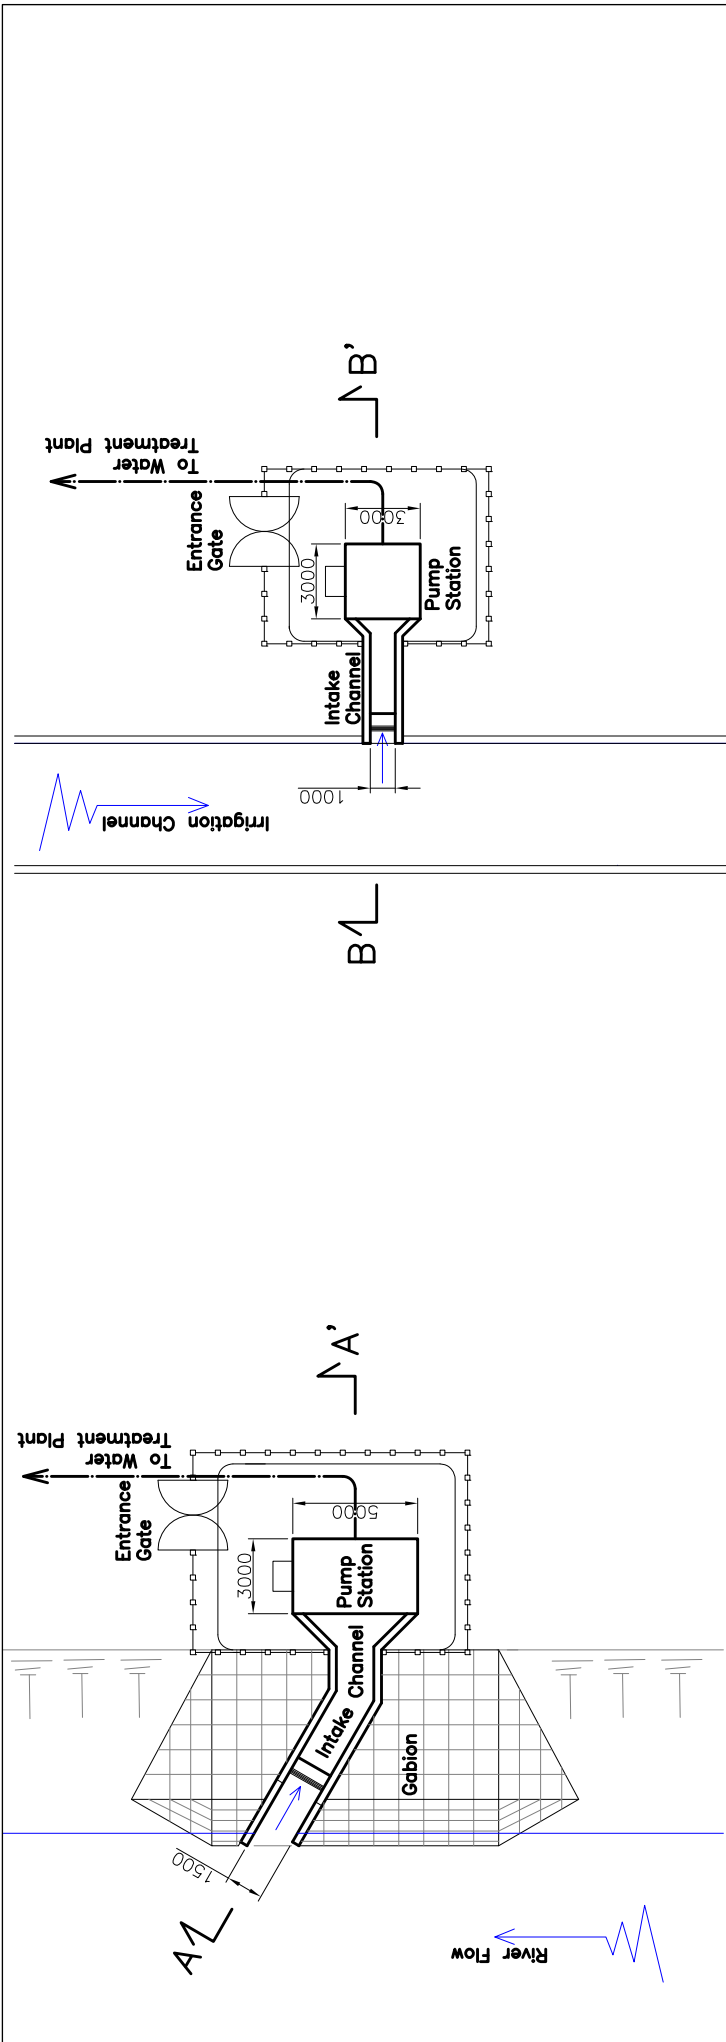 To Water
Treatment Plant
Entrance
Gate
3000
5000
Pump
Station
Intake Channel
Gabion
1500
A
A'
River Flow
To Water
Treatment Plant
Entrance
Gate
3000
3000
Pump
Station
Intake
Channel
1000
Irrigation Channel
B
B'